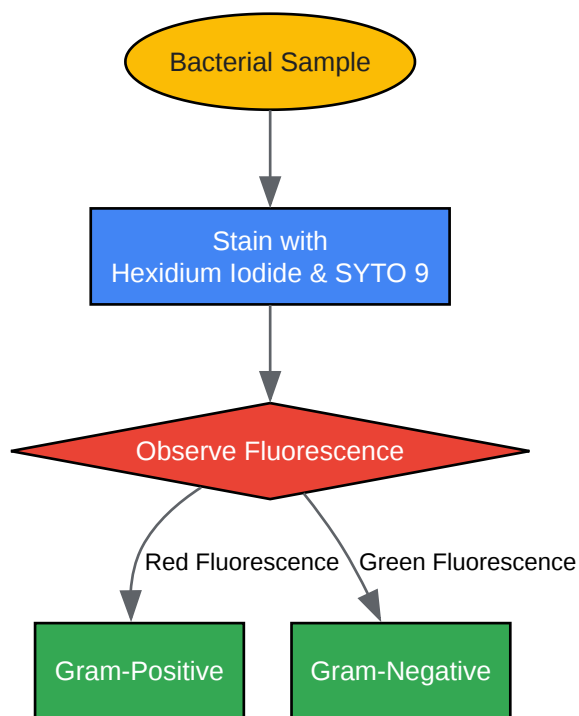 Bacterial Sample
Stain with
Hexidium Iodide & SYTO 9
Observe Fluorescence
Red Fluorescence
Green Fluorescence
Gram-Positive
Gram-Negative